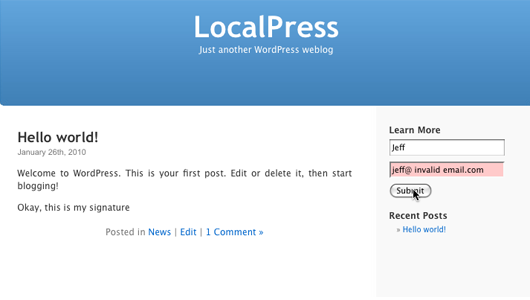 LocalPress
Just another WordPress weblog
Hello world!
January 26th, 2010
Welcome to WordPress. This is your first post. Edit or delete it, then start
blogging!
Okay, this is my signature
Posted in News | Edit | 1 Comment »
Learn More
Jeff
jeff@ invalid email.com
Submit
Recent Posts
» Hello world!